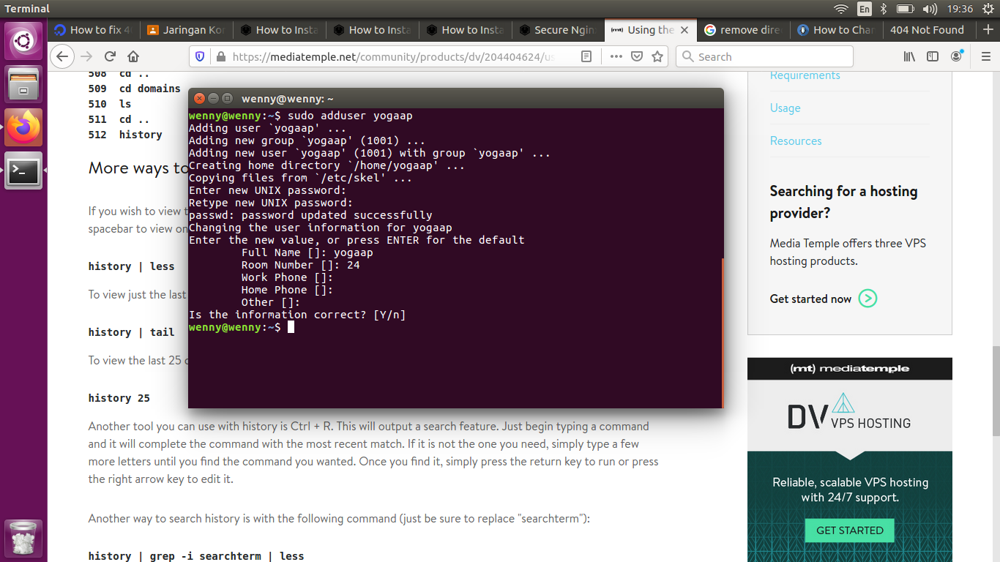 Terminal
En
19:36
How to fix 4
Jaringan Kor
How to Insta
How to Insta
How to Insta
Secure Ngin
(mt) Using the
remove dire
How to Char
404 Not Found
https://mediatemple.net/community/products/dv/204404624/us
Search
508 cd ..
509 cd domains
510 ls
511 cd ..
512 history
More ways to
If you wish to view t
spacebar to view on
history | less
To view just the last
history | tail
To view the last 25 c
history 25
Another tool you can use with history is Ctrl + R. This will output a search feature. Just begin typing a command
and it will complete the command with the most recent match. If it is not the one you need, simply type a few
more letters until you find the command you wanted. Once you find it, simply press the return key to run or press
the right arrow key to edit it.
Another way to search history is with the following command (just be sure to replace "searchterm"):
history | grep -i searchterm | less
wenny@wenny: ~
wenny@wenny:~$ sudo adduser yogaap
Adding user `yogaap' ...
Adding new group `yogaap' (1001) ...
Adding new user `yogaap' (1001) with group `yogaap' ...
Creating home directory `/home/yogaap' ...
Copying files from `/etc/skel' ...
Enter new UNIX password:
Retype new UNIX password:
passwd: password updated successfully
Changing the user information for yogaap
Enter the new value, or press ENTER for the default
Full Name []: yogaap
Room Number []: 24
Work Phone []:
Home Phone []:
Other []:
Is the information correct? [Y/n]
wenny@wenny:~$
Requirements
Usage
Resources
Searching for a hosting
provider?
Media Temple offers three VPS
hosting products.
Get started now
(mt) mediatemple
DV VPS HOSTING
Reliable, scalable VPS hosting
with 24/7 support.
GET STARTED